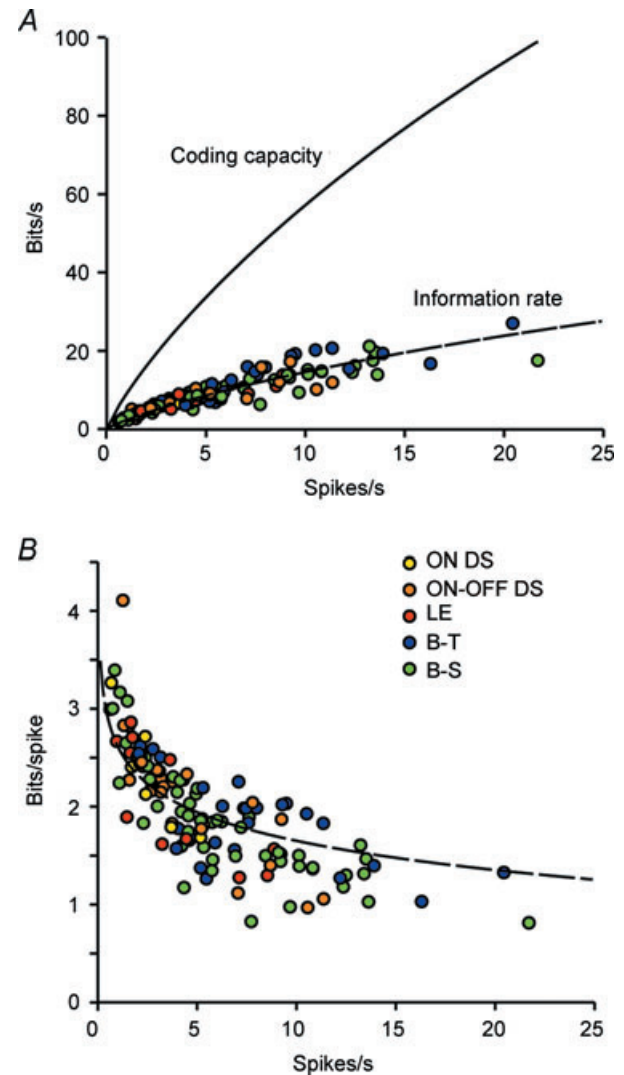 A
100
80
60
40
20
0
Bits/s
Coding capacity
Information rate
0 5 10 15 20 25
Spikes/s
B
4
3
2
1
0
Bits/spike
ON DS
ON-OFF DS
LE
B-T
B-S
0 5 10 15 20 25
Spikes/s